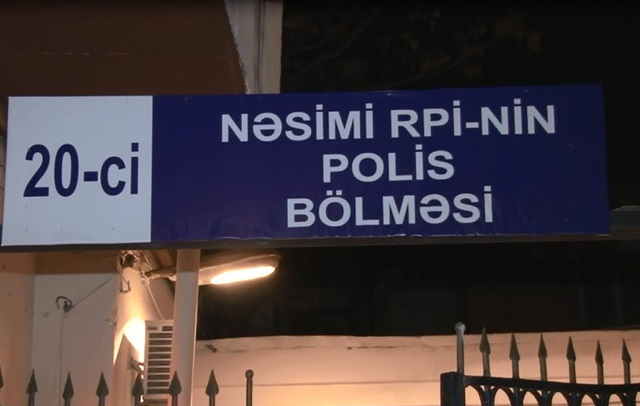 20-ci
NƏSİMİ RPİ-NİN
POLİS
BÖLMƏSİ